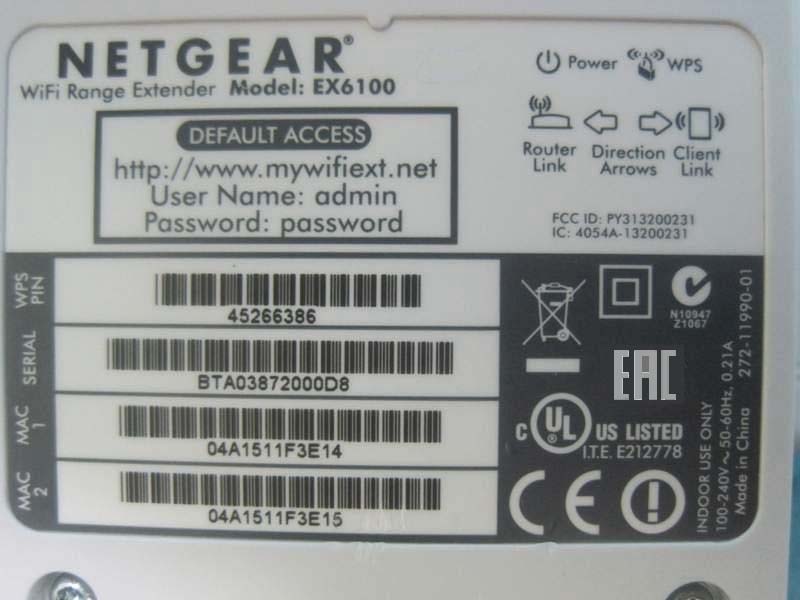 NETGEAR®
WiFi Range Extender Model: EX6100
DEFAULT ACCESS
http://www.mywifiext.net
User Name: admin
Password: password
Power WPS
Router Link
Direction Arrows
Client Link
FCC ID: PY313200231
IC: 4054A-13200231
WPS PIN
45266386
SERIAL
BTA03872000D8
MAC 1
04A1511F3E14
MAC 2
04A1511F3E15
N10947
Z1067
EAC
C UL ® US LISTED
I.T.E. E212778
CE
INDOOR USE ONLY
100-240V ~ 50-60Hz, 0.21A
Made in China 272-11990-01